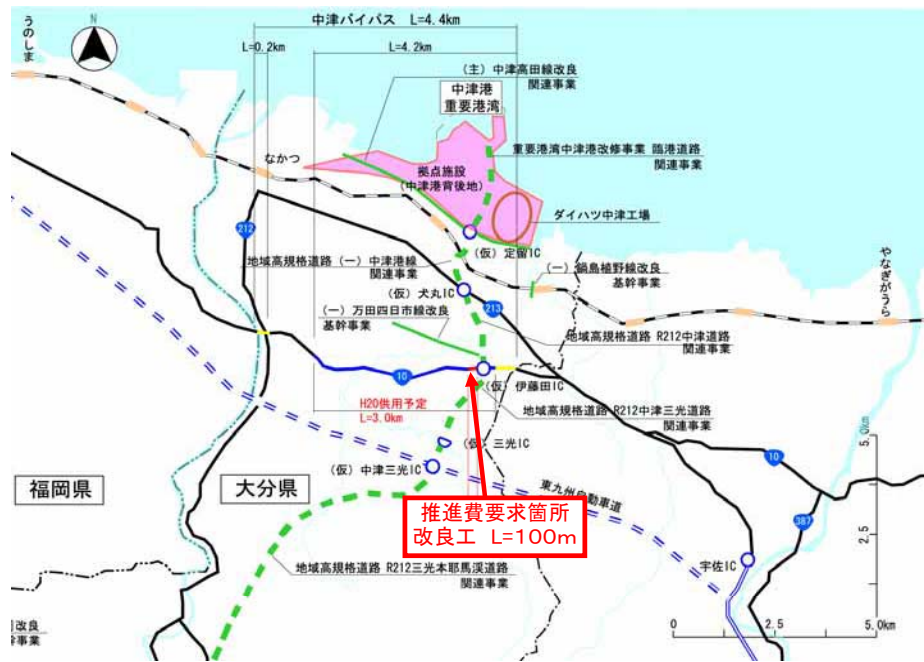 中津バイパス L=4.4km
L=0.2km
L=4.2km
うのしま
N
(主)中津高田線改良
関連事業
中津港
重要港湾
重要港湾中津港改修事業 臨港道路
関連事業
なかつ
拠点施設
(中津港背後地)
ダイハツ中津工場
212
(仮)定留IC
地域高規格道路(一)中津港線
関連事業
(一)鍋島植野線改良
基幹事業
やなぎがうら
(仮)犬丸IC
213
(一)万田四日市線改良
基幹事業
地域高規格道路 R212中津道路
関連事業
10
(仮)伊藤田IC
H20供用予定
L=3.0km
地域高規格道路 R212中津三光道路
関連事業
(仮)三光IC
(仮)中津三光IC
10
5.0km
福岡県
大分県
東九州自動車道
推進費要求箇所
改良工 L=100m
387
2.5
宇佐IC
地域高規格道路 R212三光本耶馬渓道路
関連事業
改良
幹事業
0
2.5
5.0km